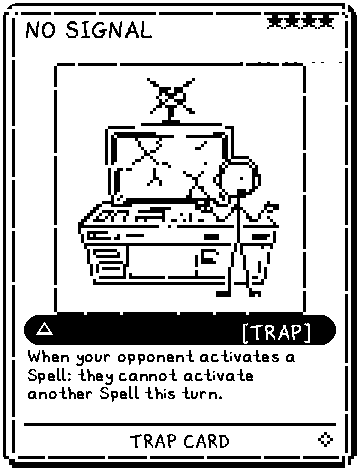 NO SIGNAL
★★★★
[TRAP]
When your opponent activates a
Spell: they cannot activate
another Spell this turn.
TRAP CARD